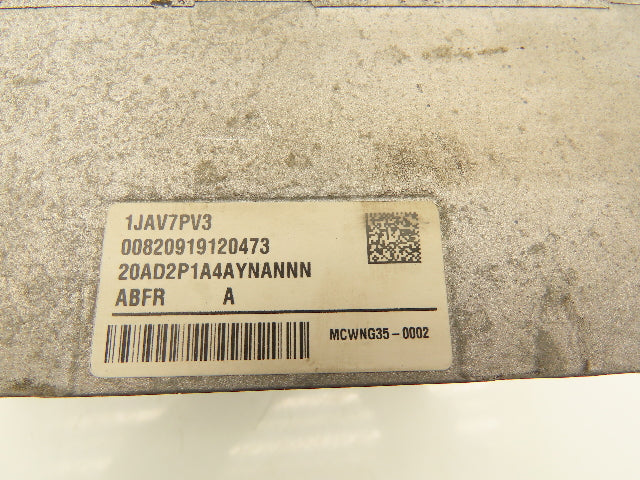 1JAV7PV3
00820919120473
20AD2P1A4AYNANNN
ABFR A
MCWNG35-0002